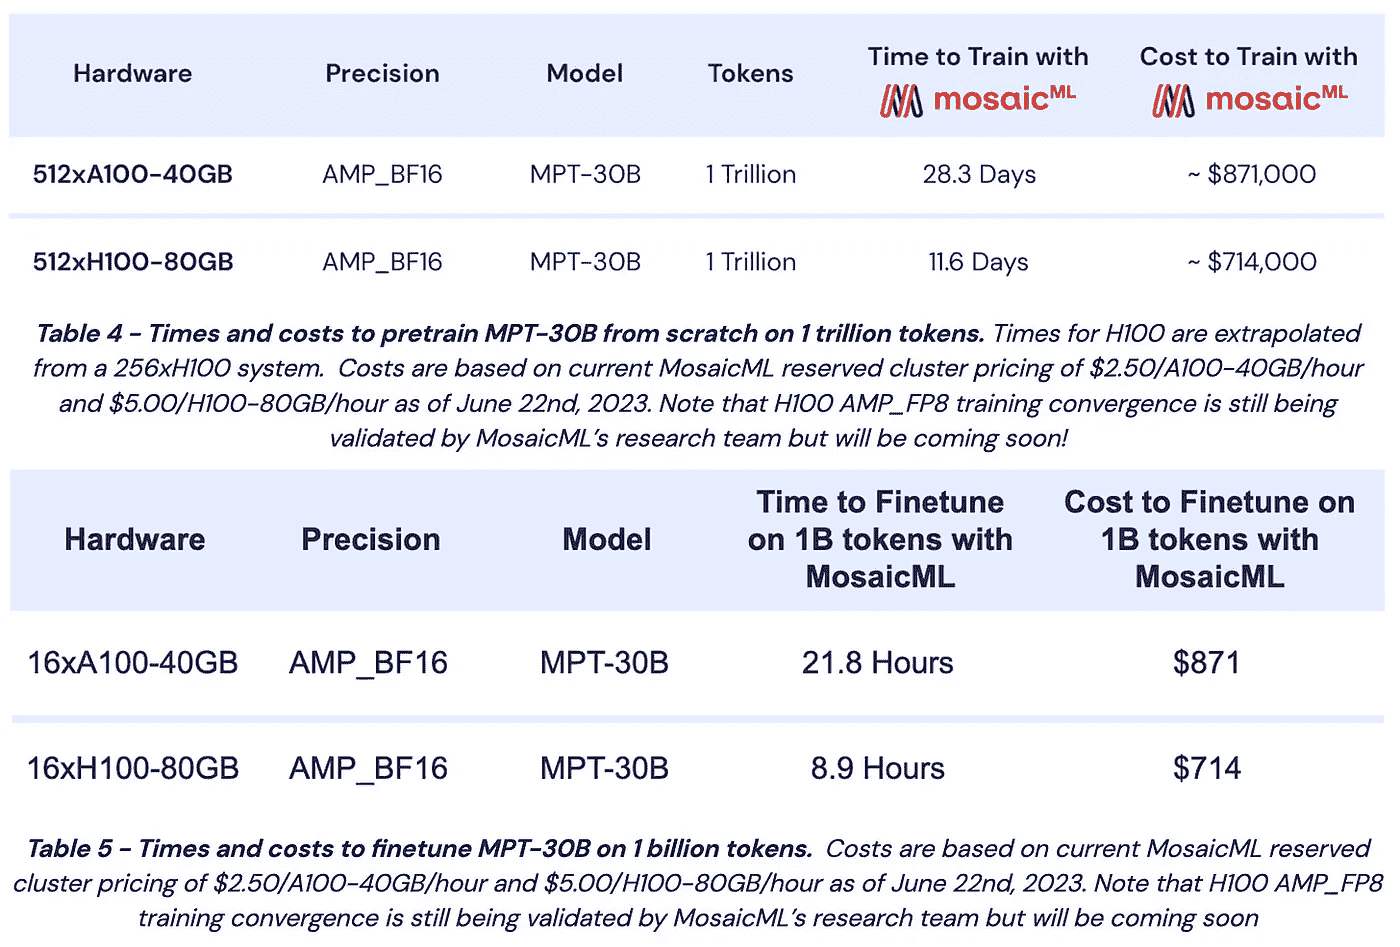 Hardware Precision Model Tokens Time to Train with mosaicML Cost to Train with mosaicML
512xA100-40GB AMP_BF16 MPT-30B 1 Trillion 28.3 Days ~ $871,000
512xH100-80GB AMP_BF16 MPT-30B 1 Trillion 11.6 Days ~ $714,000
Table 4 - Times and costs to pretrain MPT-30B from scratch on 1 trillion tokens. Times for H100 are extrapolated
from a 256xH100 system. Costs are based on current MosaicML reserved cluster pricing of $2.50/A100-40GB/hour
and $5.00/H100-80GB/hour as of June 22nd, 2023. Note that H100 AMP_FP8 training convergence is still being
validated by MosaicML's research team but will be coming soon!
Hardware Precision Model Time to Finetune on 1B tokens with MosaicML Cost to Finetune on 1B tokens with MosaicML
16xA100-40GB AMP_BF16 MPT-30B 21.8 Hours $871
16xH100-80GB AMP_BF16 MPT-30B 8.9 Hours $714
Table 5 - Times and costs to finetune MPT-30B on 1 billion tokens. Costs are based on current MosaicML reserved
cluster pricing of $2.50/A100-40GB/hour and $5.00/H100-80GB/hour as of June 22nd, 2023. Note that H100 AMP_FP8
training convergence is still being validated by MosaicML's research team but will be coming soon